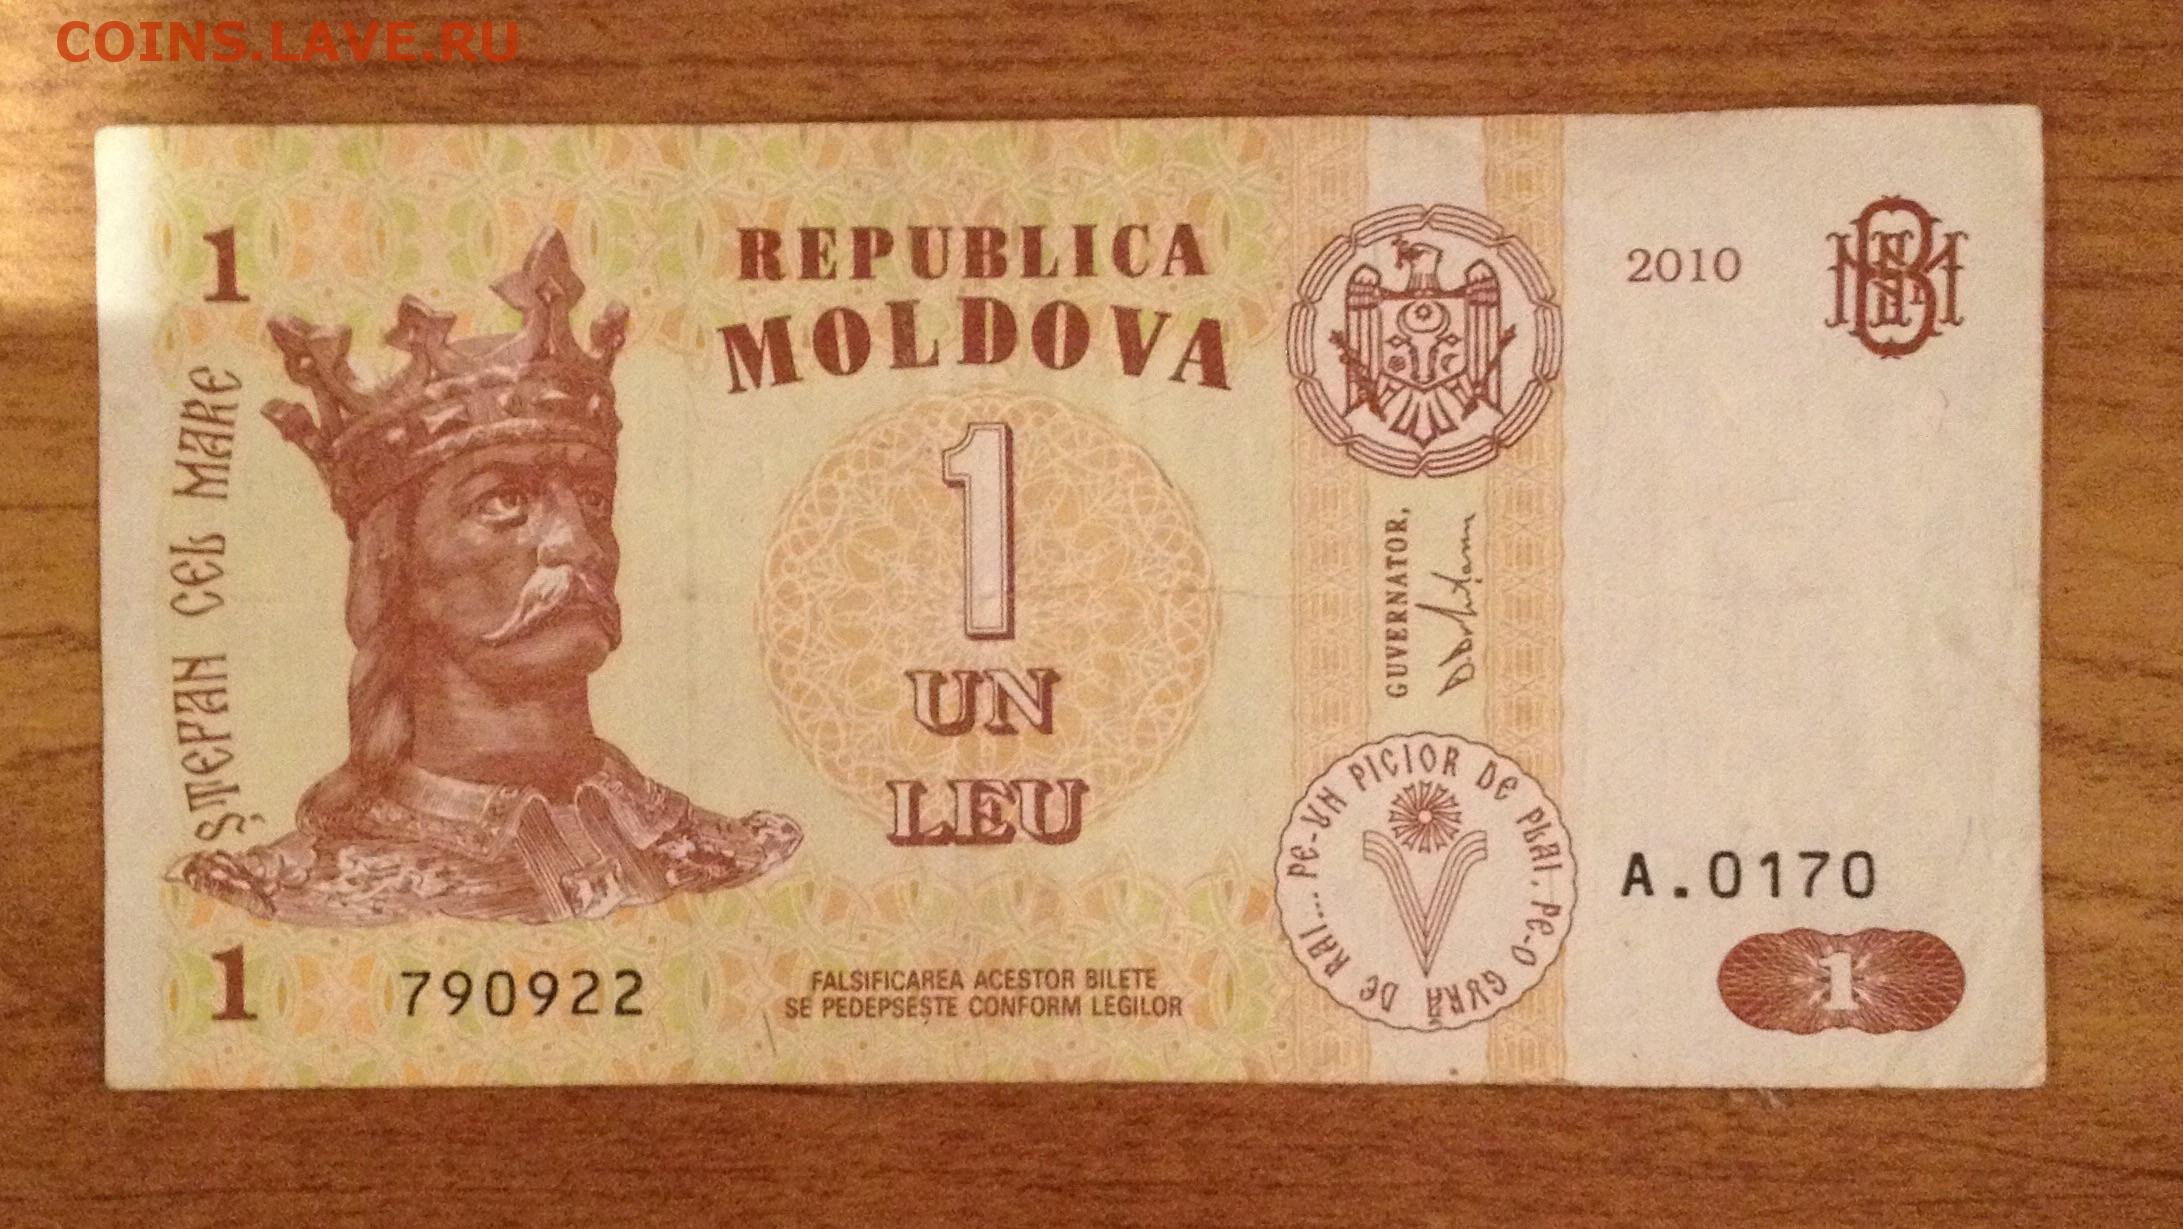 COINS.LAVE.RU
1
REPUBLICA
MOLDOVA
2010
BNM
ȘTEFAN CEL MARE
1
UN
LEU
GUVERNATOR,
PE-UN PICIOR DE PLAI, PE-O GURĂ DE RAI...
A.0170
1
1
790922
FALSIFICAREA ACESTOR BILETE
SE PEDEPSEȘTE CONFORM LEGILOR